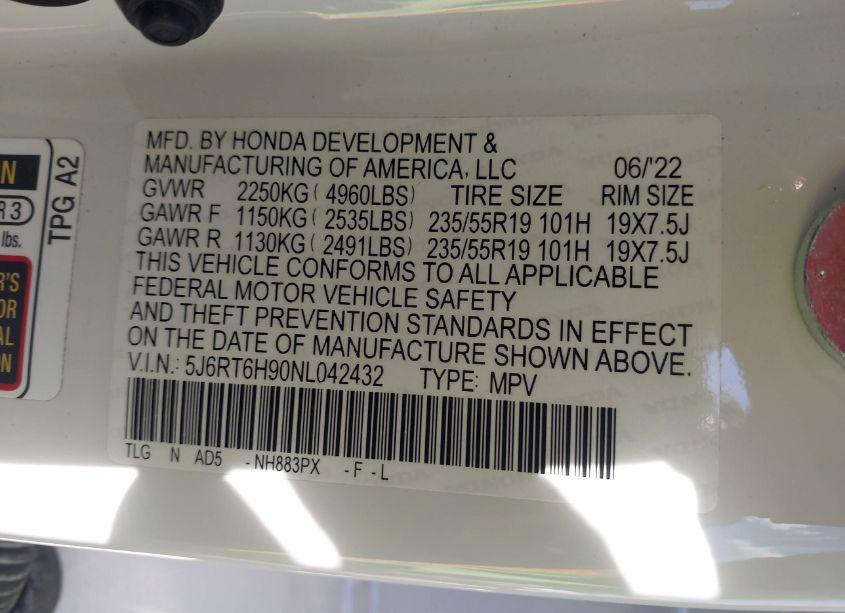 MFD. BY HONDA DEVELOPMENT &
MANUFACTURING OF AMERICA, LLC 06/'22
GVWR 2250KG ( 4960LBS) TIRE SIZE RIM SIZE
GAWR F 1150KG ( 2535LBS) 235/55R19 101H 19X7.5J
GAWR R 1130KG ( 2491LBS) 235/55R19 101H 19X7.5J
THIS VEHICLE CONFORMS TO ALL APPLICABLE
FEDERAL MOTOR VEHICLE SAFETY
AND THEFT PREVENTION STANDARDS IN EFFECT
ON THE DATE OF MANUFACTURE SHOWN ABOVE.
V.I.N.: 5J6RT6H90NL042432 TYPE: MPV
TLG N AD5 - NH883PX - F - L
TPG A2
lbs.